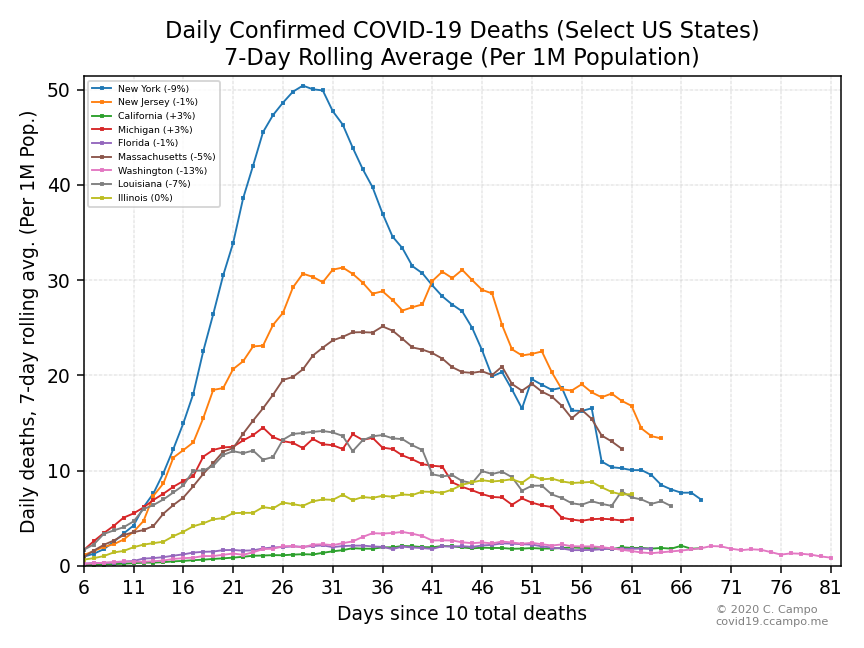 Daily Confirmed COVID-19 Deaths (Select US States)
7-Day Rolling Average (Per 1M Population)
Daily deaths, 7-day rolling avg. (Per 1M Pop.)
50
40
30
20
10
0
New York (-9%)
New Jersey (-1%)
California (+3%)
Michigan (+3%)
Florida (-1%)
Massachusetts (-5%)
Washington (-13%)
Louisiana (-7%)
Illinois (0%)
6 11 16 21 26 31 36 41 46 51 56 61 66 71 76 81
Days since 10 total deaths
© 2020 C. Campo
covid19.ccampo.me